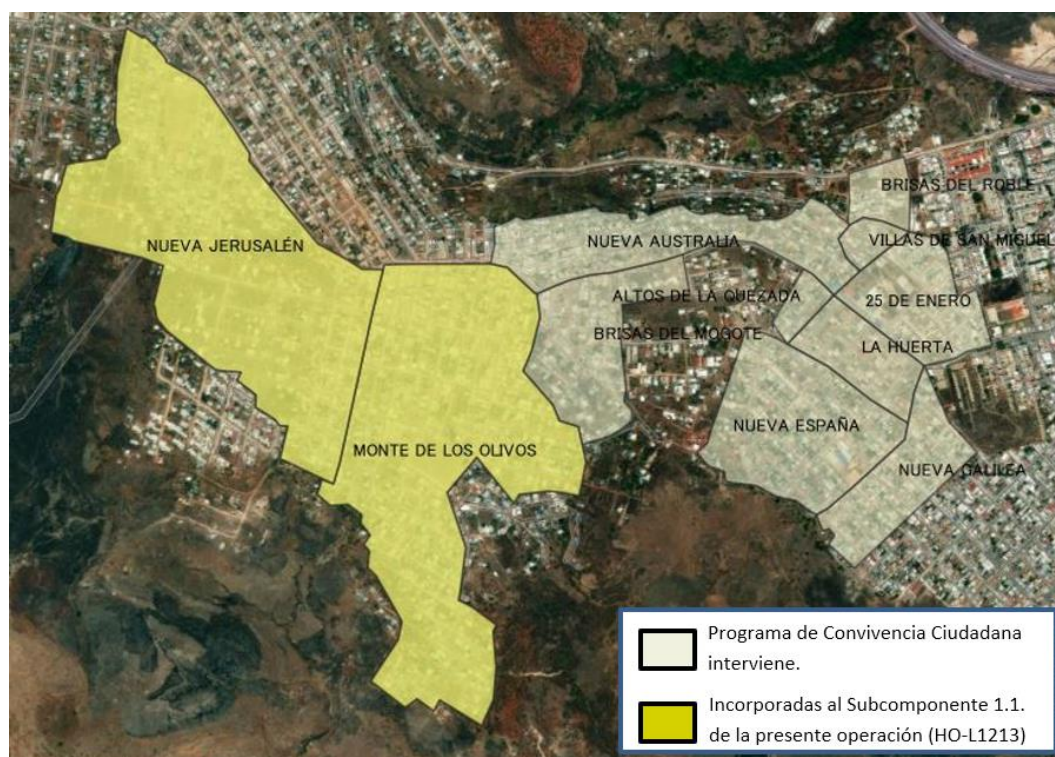 BRISAS DEL ROBLE
NUEVA JERUSALÉN
NUEVA AUSTRALIA
VILLAS DE SAN MIGUEL
ALTOS DE LA QUEZADA
25 DE ENERO
BRISAS DEL MOGOTE
LA HUERTA
NUEVA ESPAÑA
MONTE DE LOS OLIVOS
NUEVA GALILEA
Programa de Convivencia Ciudadana
interviene.
Incorporadas al Subcomponente 1.1.
de la presente operación (HO-L1213)